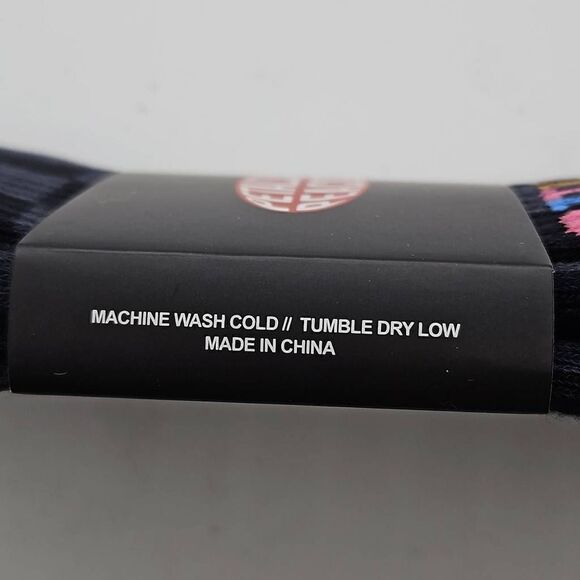 MACHINE WASH COLD // TUMBLE DRY LOW
MADE IN CHINA